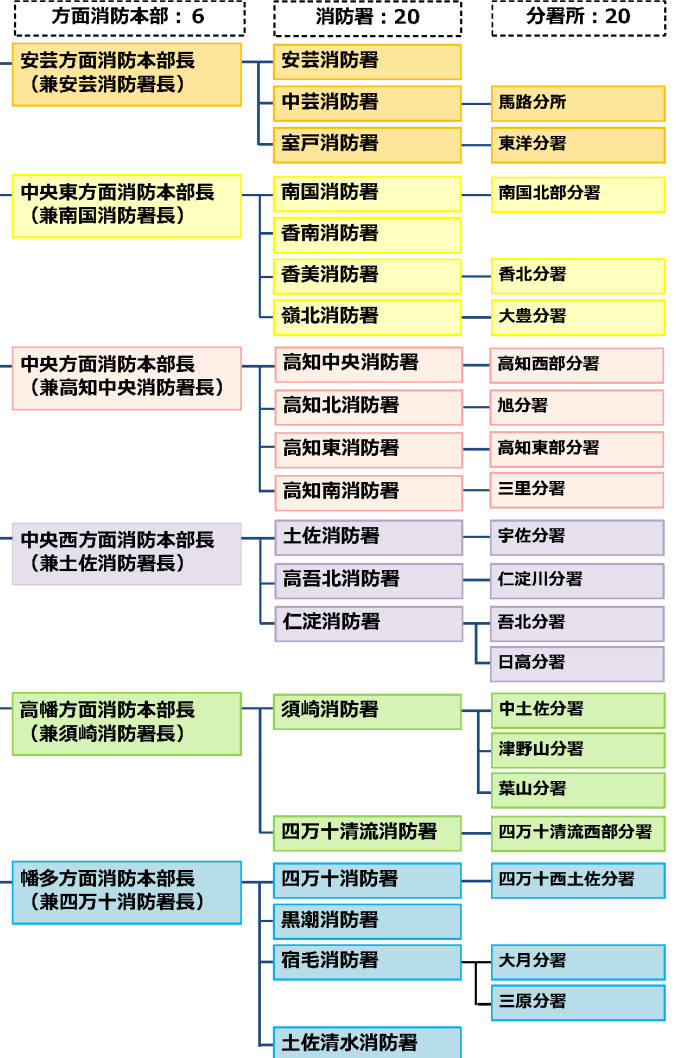 方面消防本部：6
消防署：20
分署所：20
安芸方面消防本部長
（兼安芸消防署長）
安芸消防署
中芸消防署
馬路分所
室戸消防署
東洋分署
中央東方面消防本部長
（兼南国消防署長）
南国消防署
南国北部分署
香南消防署
香美消防署
香北分署
嶺北消防署
大豊分署
中央方面消防本部長
（兼高知中央消防署長）
高知中央消防署
高知西部分署
高知北消防署
旭分署
高知東消防署
高知東部分署
高知南消防署
三里分署
中央西方面消防本部長
（兼土佐消防署長）
土佐消防署
宇佐分署
高吾北消防署
仁淀川分署
仁淀消防署
吾北分署
日高分署
高幡方面消防本部長
（兼須崎消防署長）
須崎消防署
中土佐分署
津野山分署
葉山分署
四万十清流消防署
四万十清流西部分署
幡多方面消防本部長
（兼四万十消防署長）
四万十消防署
四万十西土佐分署
黒潮消防署
宿毛消防署
大月分署
三原分署
土佐清水消防署